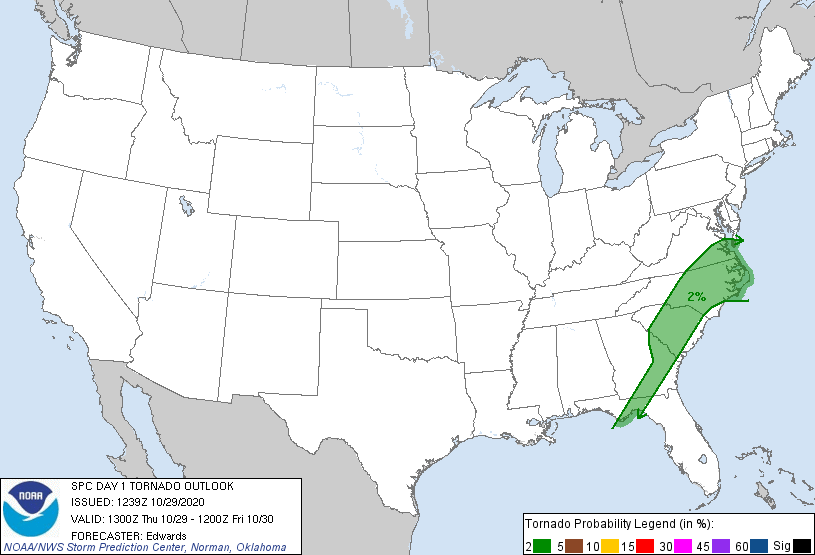 2%
SPC DAY 1 TORNADO OUTLOOK
ISSUED: 1239Z 10/29/2020
VALID: 1300Z Thu 10/29 - 1200Z Fri 10/30
FORECASTER: Edwards
NOAA/NWS Storm Prediction Center, Norman, Oklahoma
NOAA
Tornado Probability Legend (in %):
2 5 10 15 30 45 60 Sig